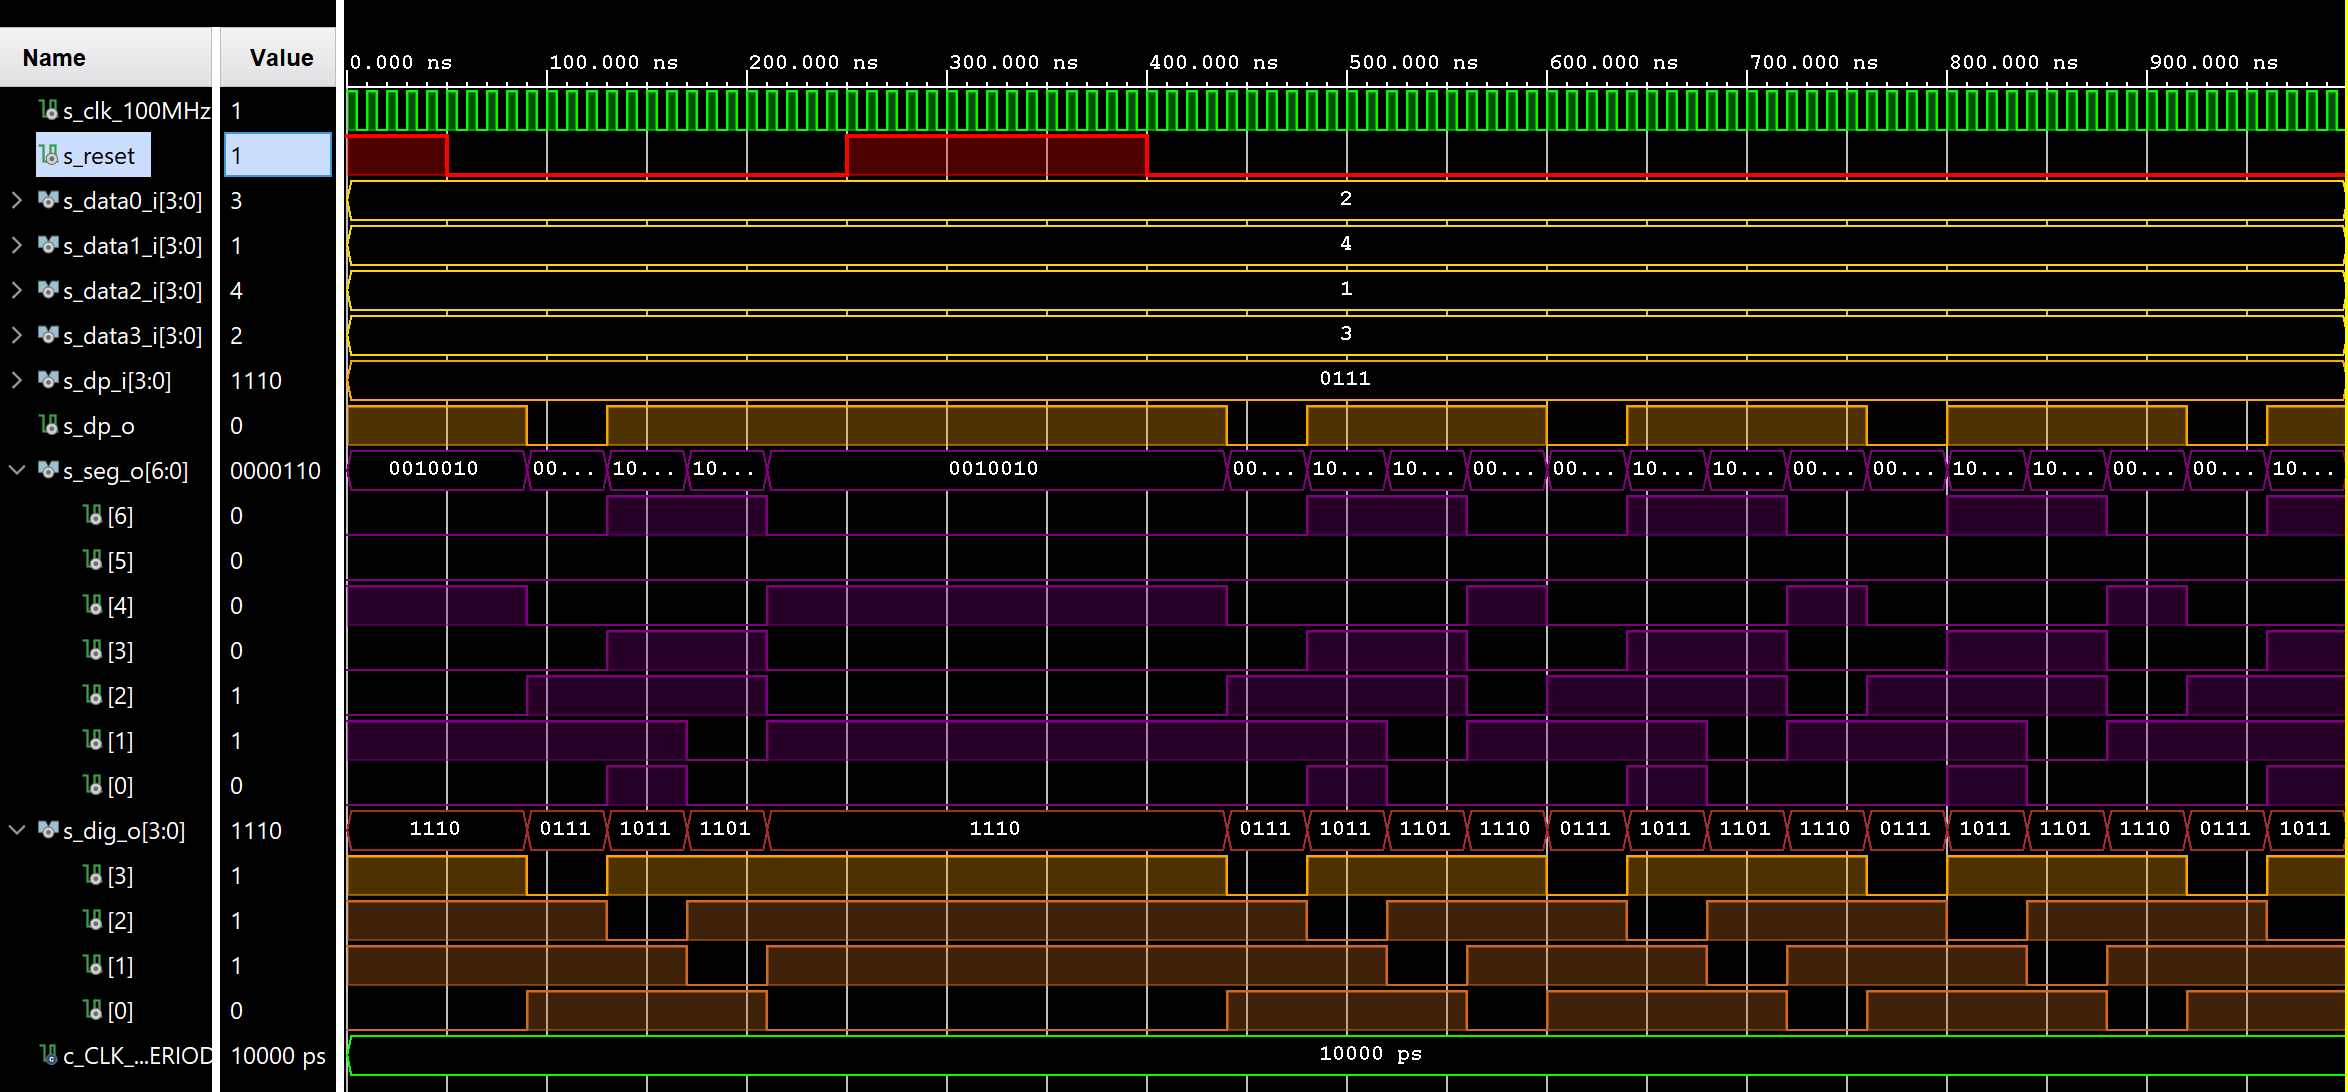 Name Value 0.000 ns 100.000 ns 200.000 ns 300.000 ns 400.000 ns 500.000 ns 600.000 ns 700.000 ns 800.000 ns 900.000 ns
s_clk_100MHz 1
s_reset 1
s_data0_i[3:0] 3 2
s_data1_i[3:0] 1 4
s_data2_i[3:0] 4 1
s_data3_i[3:0] 2 3
s_dp_i[3:0] 1110 0111
s_dp_o 0
s_seg_o[6:0] 0000110 0010010 00... 10... 10... 0010010 00... 10... 10... 00... 00... 10... 10... 00... 00... 10... 10... 00... 00... 10...
[6] 0
[5] 0
[4] 0
[3] 0
[2] 1
[1] 1
[0] 0
s_dig_o[3:0] 1110 1110 0111 1011 1101 1110 0111 1011 1101 1110 0111 1011 1101 1110 0111 1011 1101 1110 0111 1011
[3] 1
[2] 1
[1] 1
[0] 0
c_CLK_...ERIOD 10000 ps 10000 ps